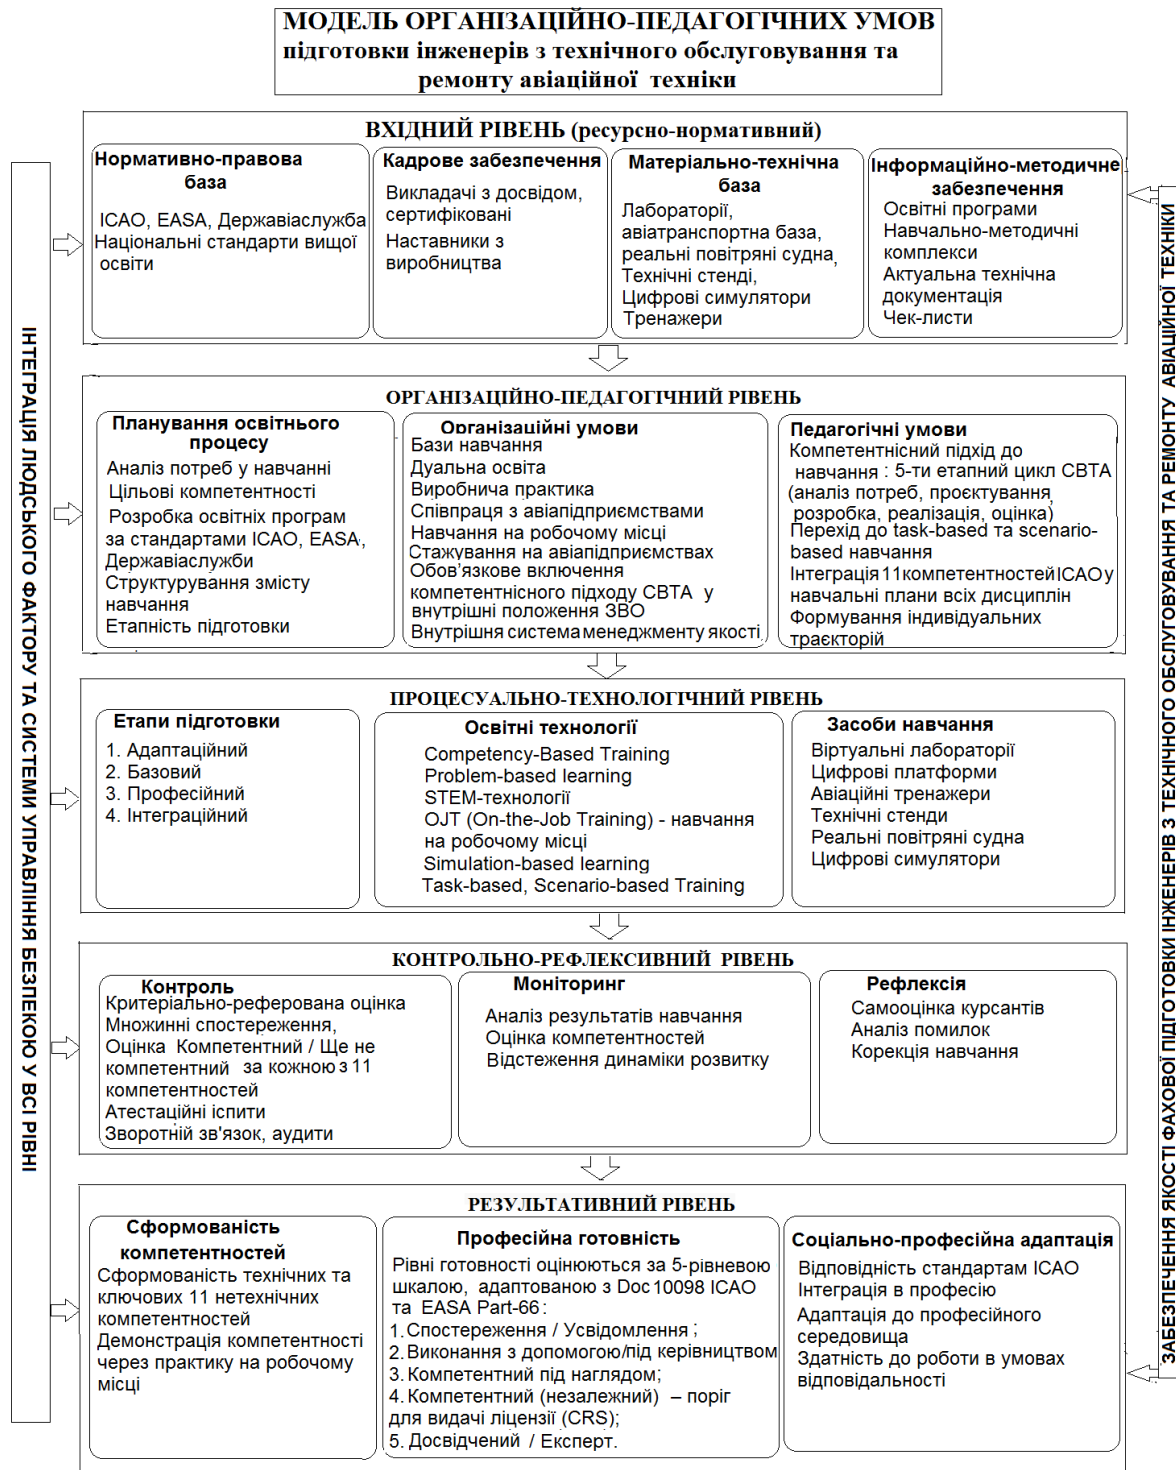 МОДЕЛЬ ОРГАНІЗАЦІЙНО-ПЕДАГОГІЧНИХ УМОВ
підготовки інженерів з технічного обслуговування та
ремонту авіаційної техніки
ВХІДНИЙ РІВЕНЬ (ресурсно-нормативний)
Нормативно-правова
база
ICAO, EASA, Державіаслужба
Національні стандарти вищої
освіти
Кадрове забезпечення
Викладачі з досвідом,
сертифіковані
Наставники з
виробництва
Матеріально-технічна
база
Лабораторії,
авіатранспортна база,
реальні повітряні судна,
Технічні стенді,
Цифрові симулятори
Тренажери
Інформаційно-методичне
забезпечення
Освітні програми
Навчально-методичні
комплекси
Актуальна технічна
документація
Чек-листи
ІНТЕГРАЦІЯ ЛЮДСЬКОГО ФАКТОРУ ТА СИСТЕМИ УПРАВЛІННЯ БЕЗПЕКОЮ У ВСІ РІВНІ
ЗАБЕЗПЕЧЕННЯ ЯКОСТІ ФАХОВОЇ ПІДГОТОВКИ ІНЖЕНЕРІВ З ТЕХНІЧНОГО ОБСЛУГОВУВАННЯ ТА РЕМОНТУ АВІАЦІЙНОЇ ТЕХНІКИ
ОРГАНІЗАЦІЙНО-ПЕДАГОГІЧНИЙ РІВЕНЬ
Планування освітнього
процесу
Аналіз потреб у навчанні
Цільові компетентності
Розробка освітніх програм
за стандартами ICAO, EASA,
Державіаслужби
Структурування змісту
навчання
Етапність підготовки
Організаційні умови
Бази навчання
Дуальна освіта
Виробнича практика
Співпраця з авіапідприємствами
Навчання на робочому місці
Стажування на авіапідприємствах
Обов'язкове включення
компетентнісного підходу CBTA у
внутрішні положення ЗВО
Внутрішня система менеджменту якості
Педагогічні умови
Компетентнісний підхід до
навчання : 5-ти етапний цикл CBTA
(аналіз потреб, проєктування,
розробка, реалізація, оцінка)
Перехід до task-based та scenario-
based навчання
Інтеграція 11 компетентностей ICAO у
навчальні плани всіх дисциплін
Формування індивідуальних
траєкторій
ПРОЦЕСУАЛЬНО-ТЕХНОЛОГІЧНИЙ РІВЕНЬ
Етапи підготовки
1. Адаптаційний
2. Базовий
3. Професійний
4. Інтеграційний
Освітні технології
Competency-Based Training
Problem-based learning
STEM-технології
OJT (On-the-Job Training) - навчання
на робочому місці
Simulation-based learning
Task-based, Scenario-based Training
Засоби навчання
Віртуальні лабораторії
Цифрові платформи
Авіаційні тренажери
Технічні стенди
Реальні повітряні судна
Цифрові симулятори
КОНТРОЛЬНО-РЕФЛЕКСИВНИЙ РІВЕНЬ
Контроль
Критеріально-реферована оцінка
Множинні спостереження,
Оцінка Компетентний / Ще не
компетентний за кожною з 11
компетентностей
Атестаційні іспити
Зворотній зв'язок, аудити
Моніторинг
Аналіз результатів навчання
Оцінка компетентностей
Відстеження динаміки розвитку
Рефлексія
Самооцінка курсантів
Аналіз помилок
Корекція навчання
РЕЗУЛЬТАТИВНИЙ РІВЕНЬ
Сформованість
компетентностей
Сформованість технічних та
ключових 11 нетехнічних
компетентностей
Демонстрація компетентності
через практику на робочому
місці
Професійна готовність
Рівні готовності оцінюються за 5-рівневою
шкалою, адаптованою з Doc 10098 ICAO
та EASA Part-66 :
1. Спостереження / Усвідомлення ;
2. Виконання з допомогою/під керівництвом
3. Компетентний під наглядом;
4. Компетентний (незалежний) – поріг
для видачі ліцензії (CRS);
5. Досвідчений / Експерт.
Соціально-професійна адаптація
Відповідність стандартам ICAO
Інтеграція в професію
Адаптація до професійного
середовища
Здатність до роботи в умовах
відповідальності